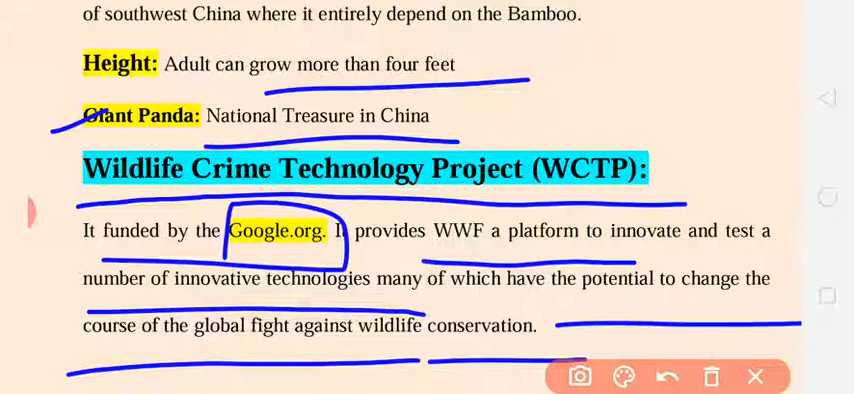 of southwest China where it entirely depend on the Bamboo.
Height: Adult can grow more than four feet
Giant Panda: National Treasure in China
Wildlife Crime Technology Project (WCTP):
It funded by the Google.org. It provides WWF a platform to innovate and test a
number of innovative technologies many of which have the potential to change the
course of the global fight against wildlife conservation.